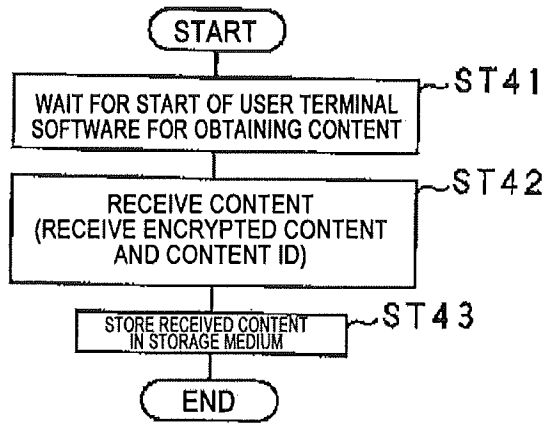 START
ST41
WAIT FOR START OF USER TERMINAL
SOFTWARE FOR OBTAINING CONTENT
ST42
RECEIVE CONTENT
(RECEIVE ENCRYPTED CONTENT
AND CONTENT ID)
ST43
STORE RECEIVED CONTENT
IN STORAGE MEDIUM
END